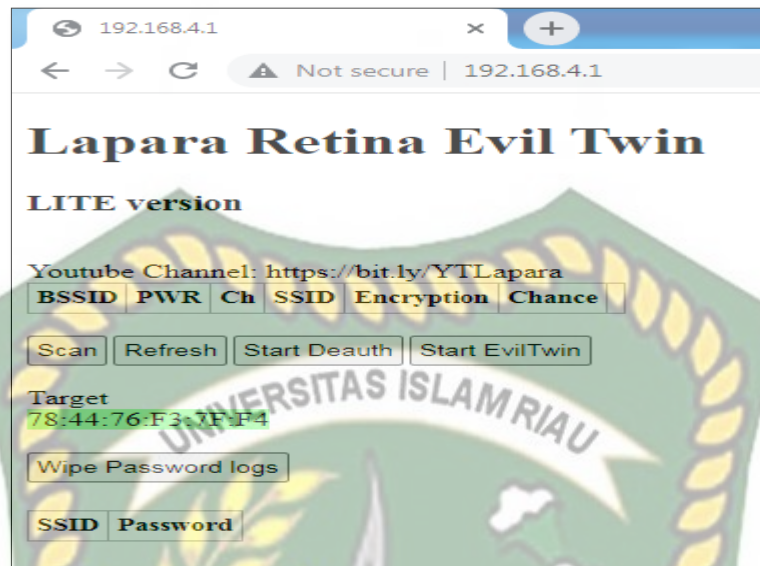 192.168.4.1
Not secure | 192.168.4.1
Lapara Retina Evil Twin
LITE version
Youtube Channel: https://bit.ly/YTLapara
BSSID PWR Ch SSID Encryption Chance
Scan Refresh Start Deauth Start EvilTwin
Target
78:44:76:F3:7F:F4
UNIVERSITAS ISLAM RIAU
Wipe Password logs
SSID Password